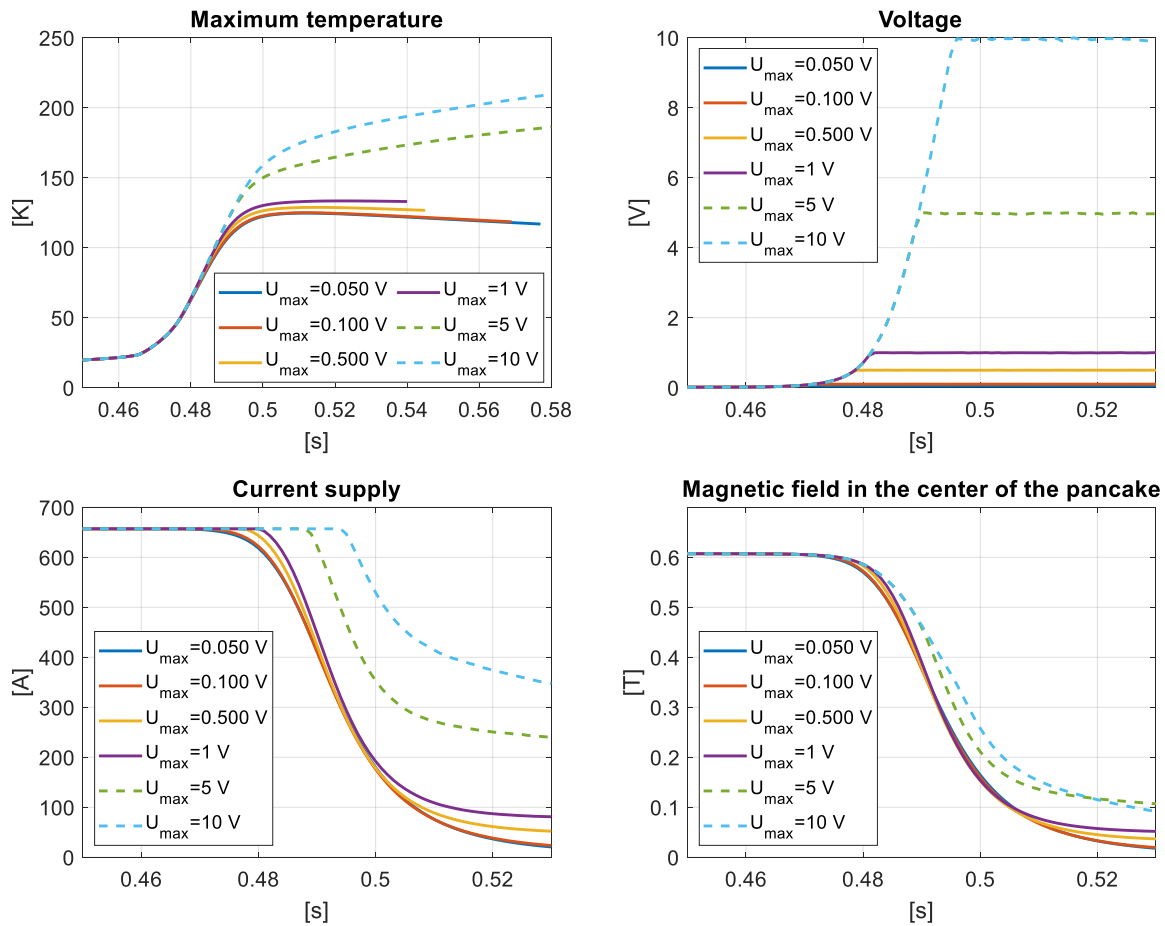 Maximum temperature
250
200
150
100
50
0
[K]
0.46 0.48 0.5 0.52 0.54 0.56 0.58
[s]
Umax=0.050 V Umax=1 V
Umax=0.100 V Umax=5 V
Umax=0.500 V Umax=10 V
Voltage
10
8
6
4
2
0
[V]
0.46 0.48 0.5 0.52
[s]
Umax=0.050 V
Umax=0.100 V
Umax=0.500 V
Umax=1 V
Umax=5 V
Umax=10 V
Current supply
700
600
500
400
300
200
100
0
[A]
0.46 0.48 0.5 0.52
[s]
Umax=0.050 V
Umax=0.100 V
Umax=0.500 V
Umax=1 V
Umax=5 V
Umax=10 V
Magnetic field in the center of the pancake
0.6
0.5
0.4
0.3
0.2
0.1
0
[T]
0.46 0.48 0.5 0.52
[s]
Umax=0.050 V
Umax=0.100 V
Umax=0.500 V
Umax=1 V
Umax=5 V
Umax=10 V